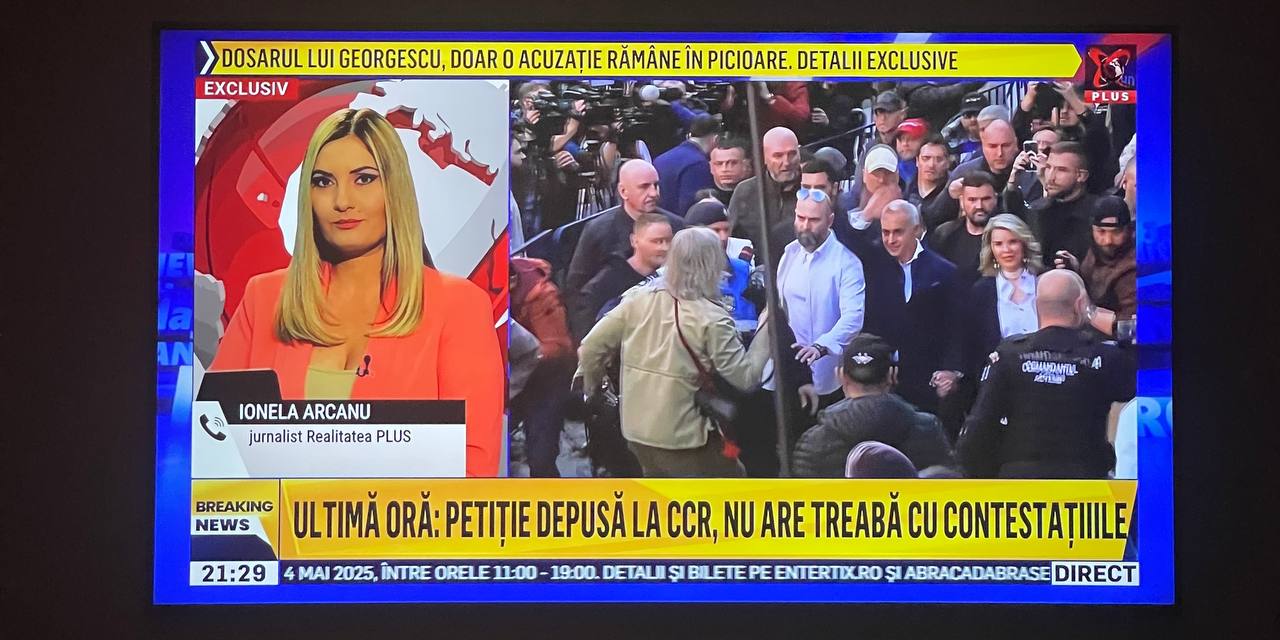 DOSARUL LUI GEORGESCU, DOAR O ACUZAȚIE RĂMÂNE ÎN PICIOARE. DETALII EXCLUSIVE
EXCLUSIV
PLUS
IONELA ARCANU
jurnalist Realitatea PLUS
BREAKING
NEWS
ULTIMĂ ORĂ: PETIȚIE DEPUSĂ LA CCR, NU ARE TREABĂ CU CONTESTAȚIIILE
21:29
4 MAI 2025, ÎNTRE ORELE 11:00 - 19:00. DETALII ȘI BILETE PE ENTERTIX.RO ȘI ABRACADABRASE
DIRECT